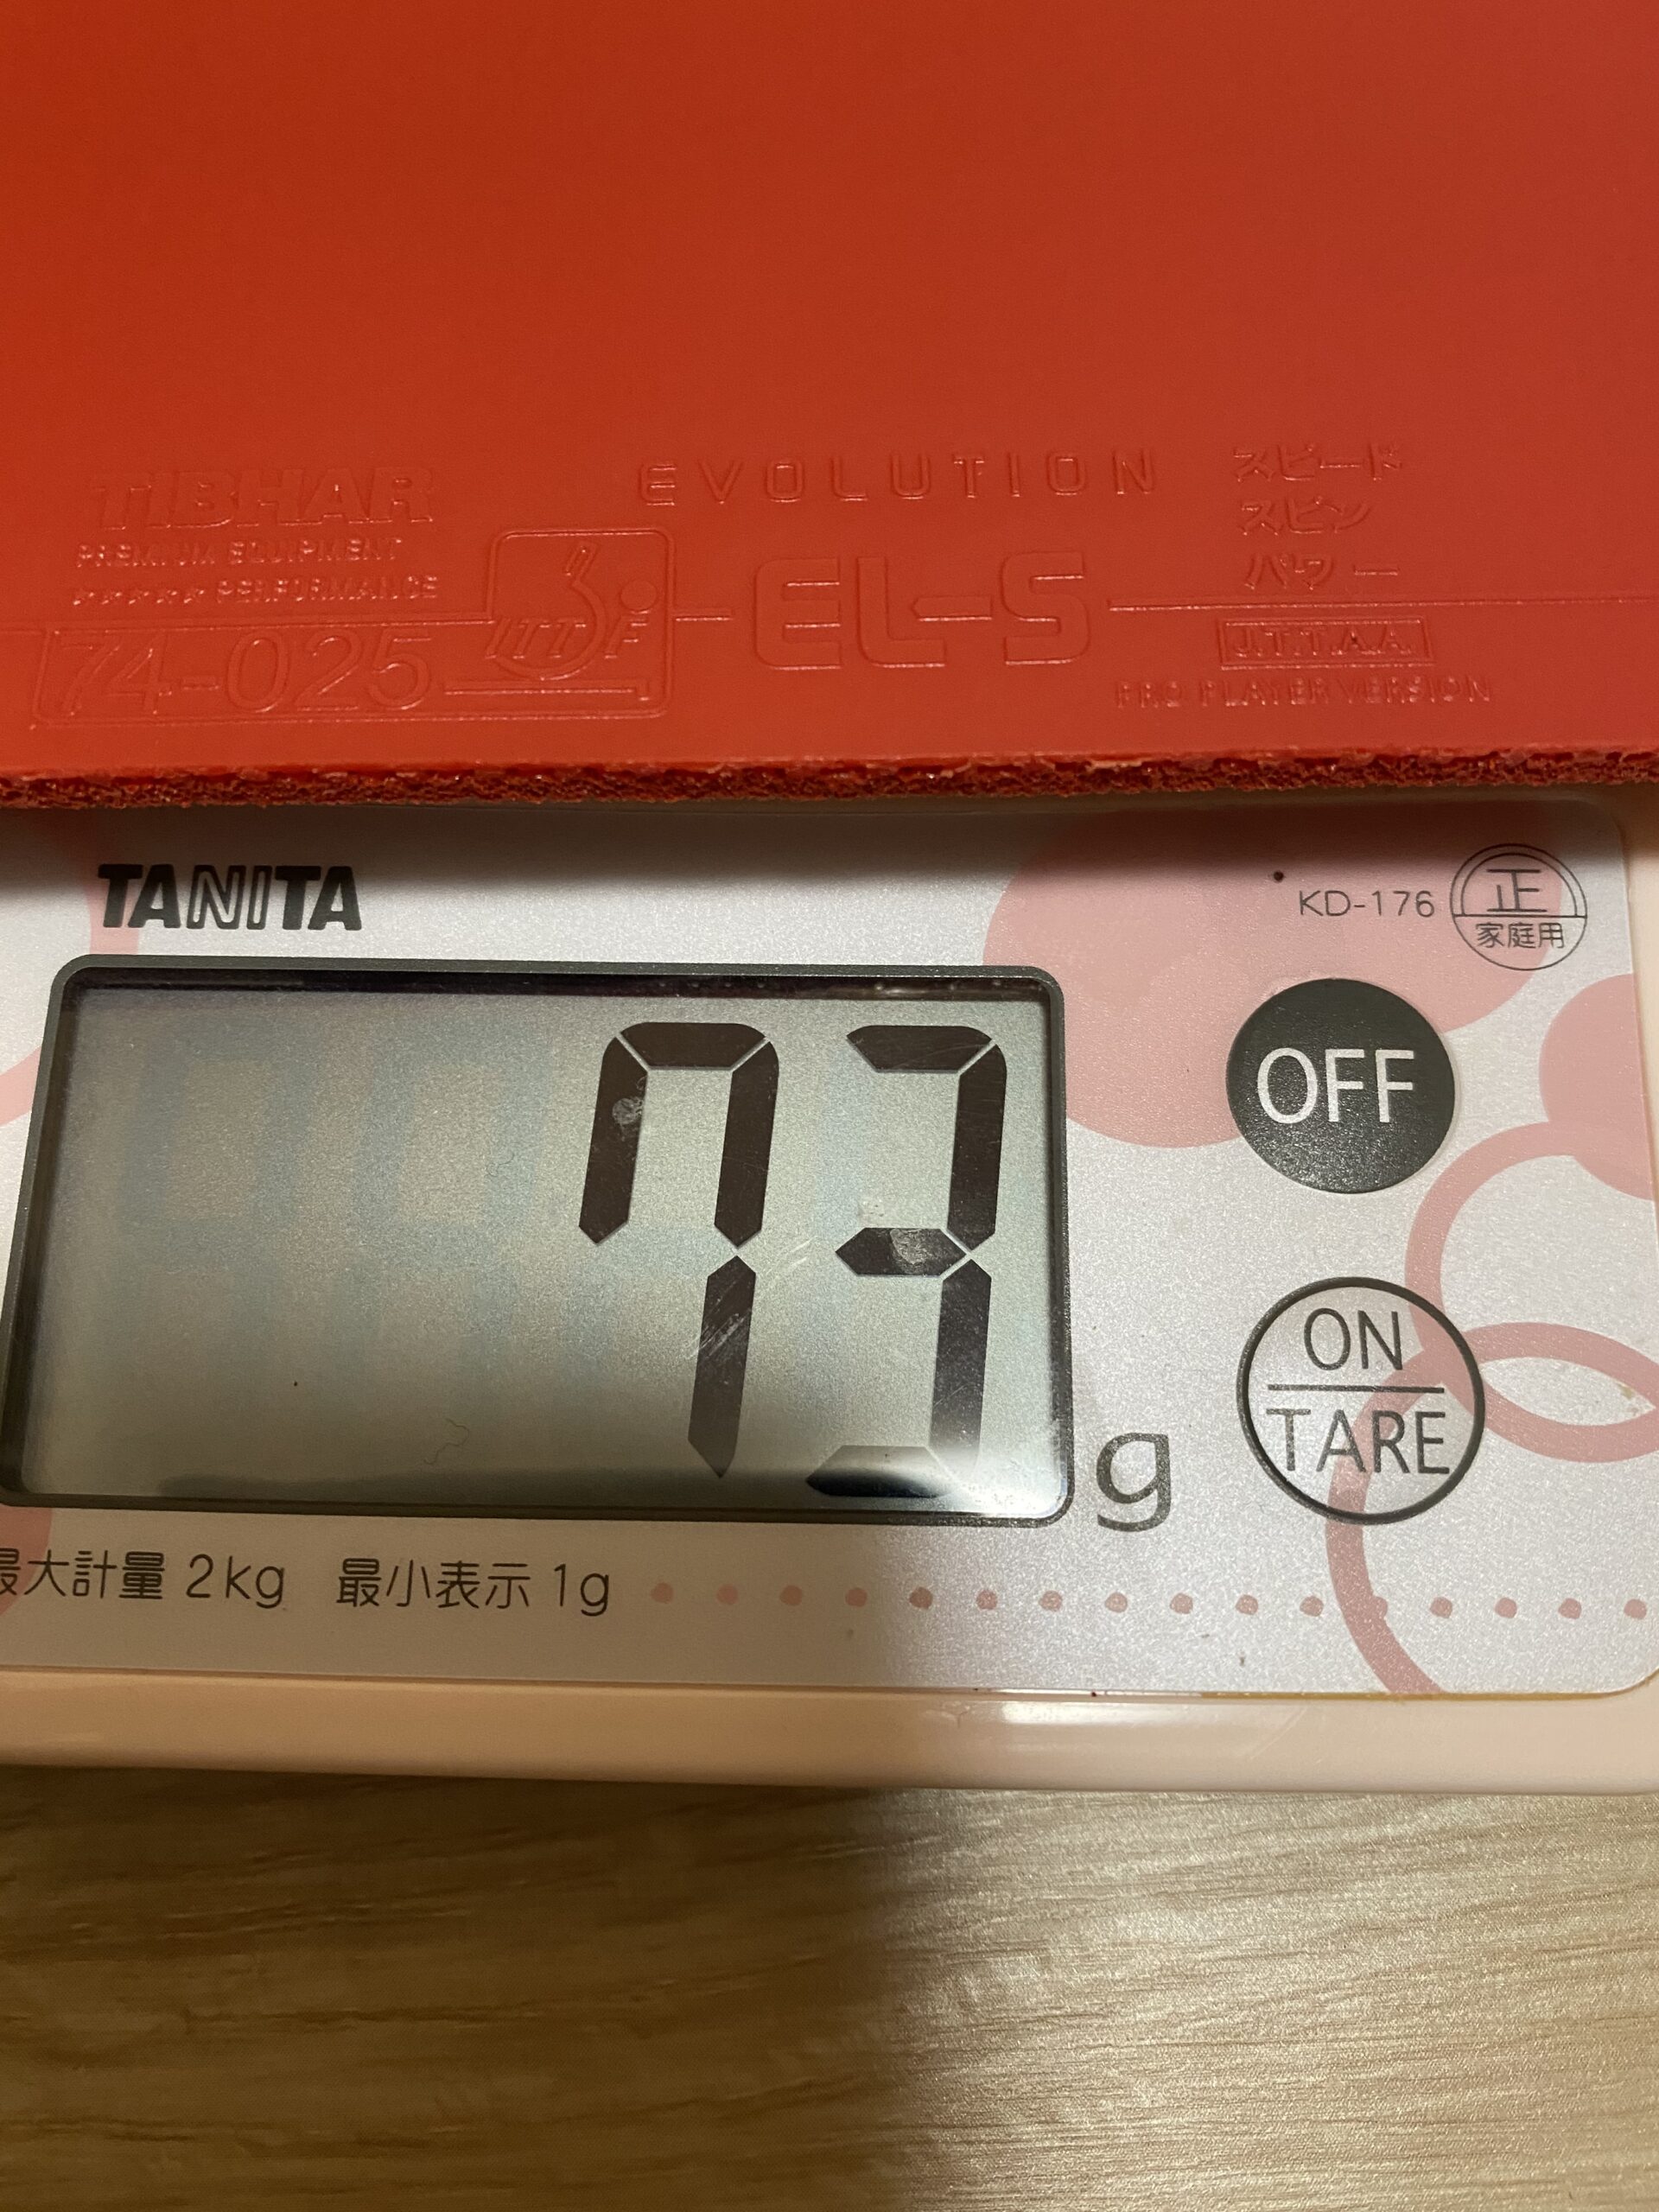 TIBHAR
PREMIUM EQUIPMENT
PERFORMANCE
74-025
ITTF
EVOLUTION
EL-S
スピード
スピン
パワー
J.T.T.A.A.
PRO PLAYER VERSION
TANITA
KD-176
正
家庭用
73
g
OFF
ON
TARE
最大計量 2kg 最小表示 1g